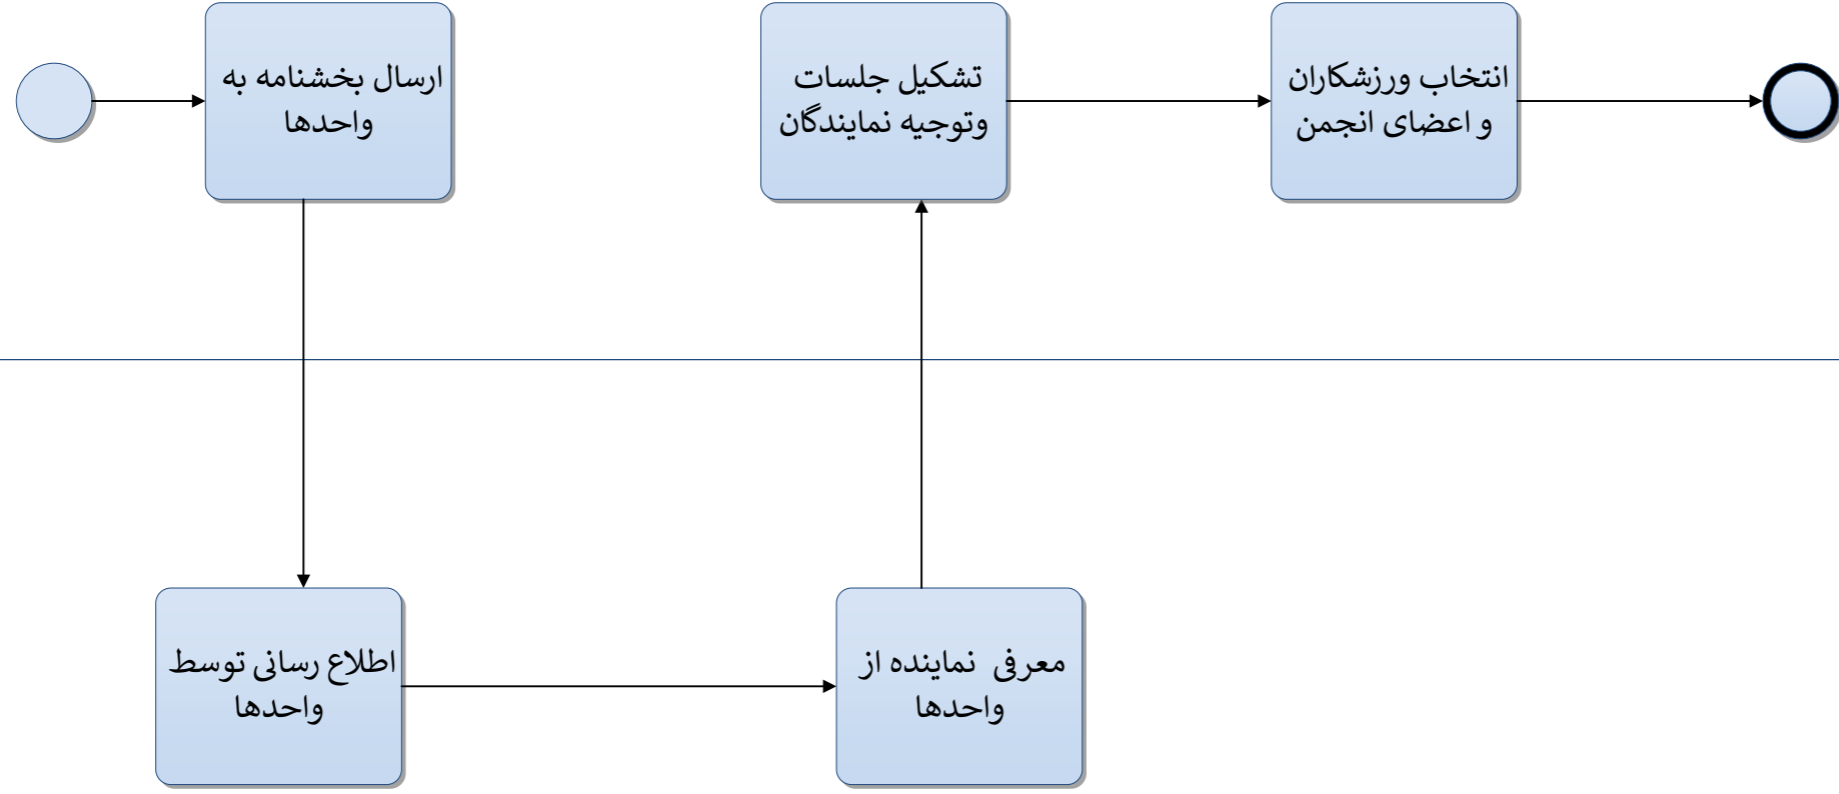 ارسال بخشنامه به
واحدها
تشکیل جلسات
وتوجیه نمایندگان
انتخاب ورزشکاران
و اعضای انجمن
اطلاع رسانی توسط
واحدها
معرفی نماینده از
واحدها